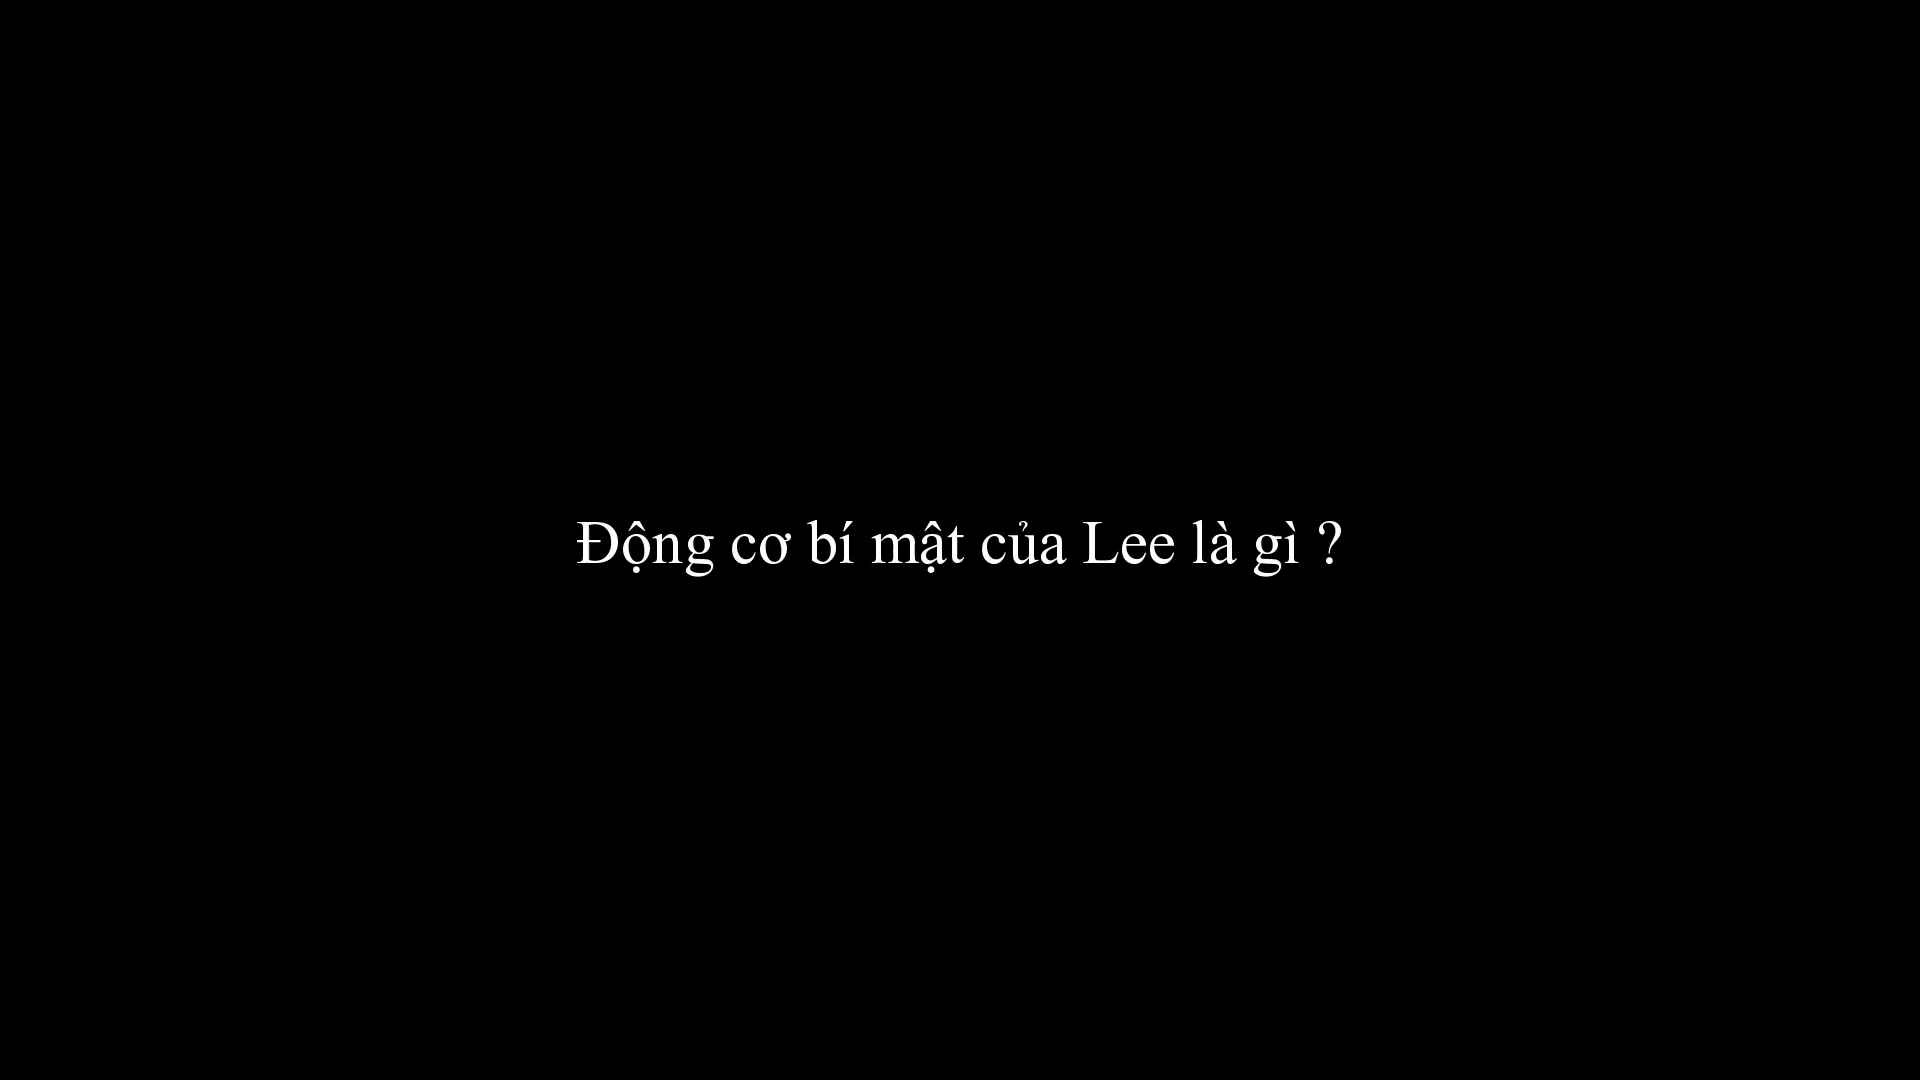 Động cơ bí mật của Lee là gì ?